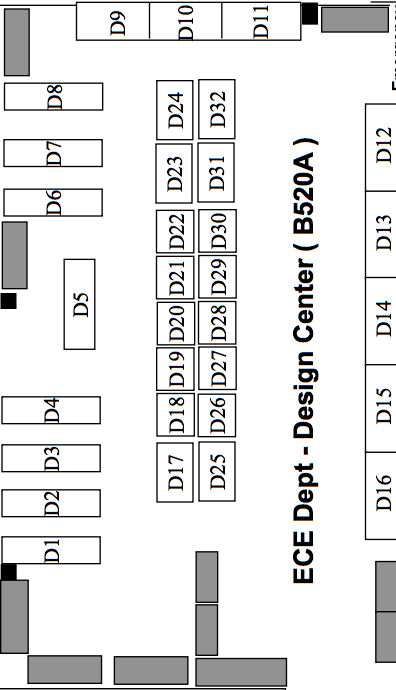 D9
D10
D11
D8
D7
D6
D5
D4
D3
D2
D1
D24
D32
D23
D31
D22
D30
D21
D29
D20
D28
D19
D27
D18
D26
D17
D25
ECE Dept - Design Center ( B520A )
D12
D13
D14
D15
D16